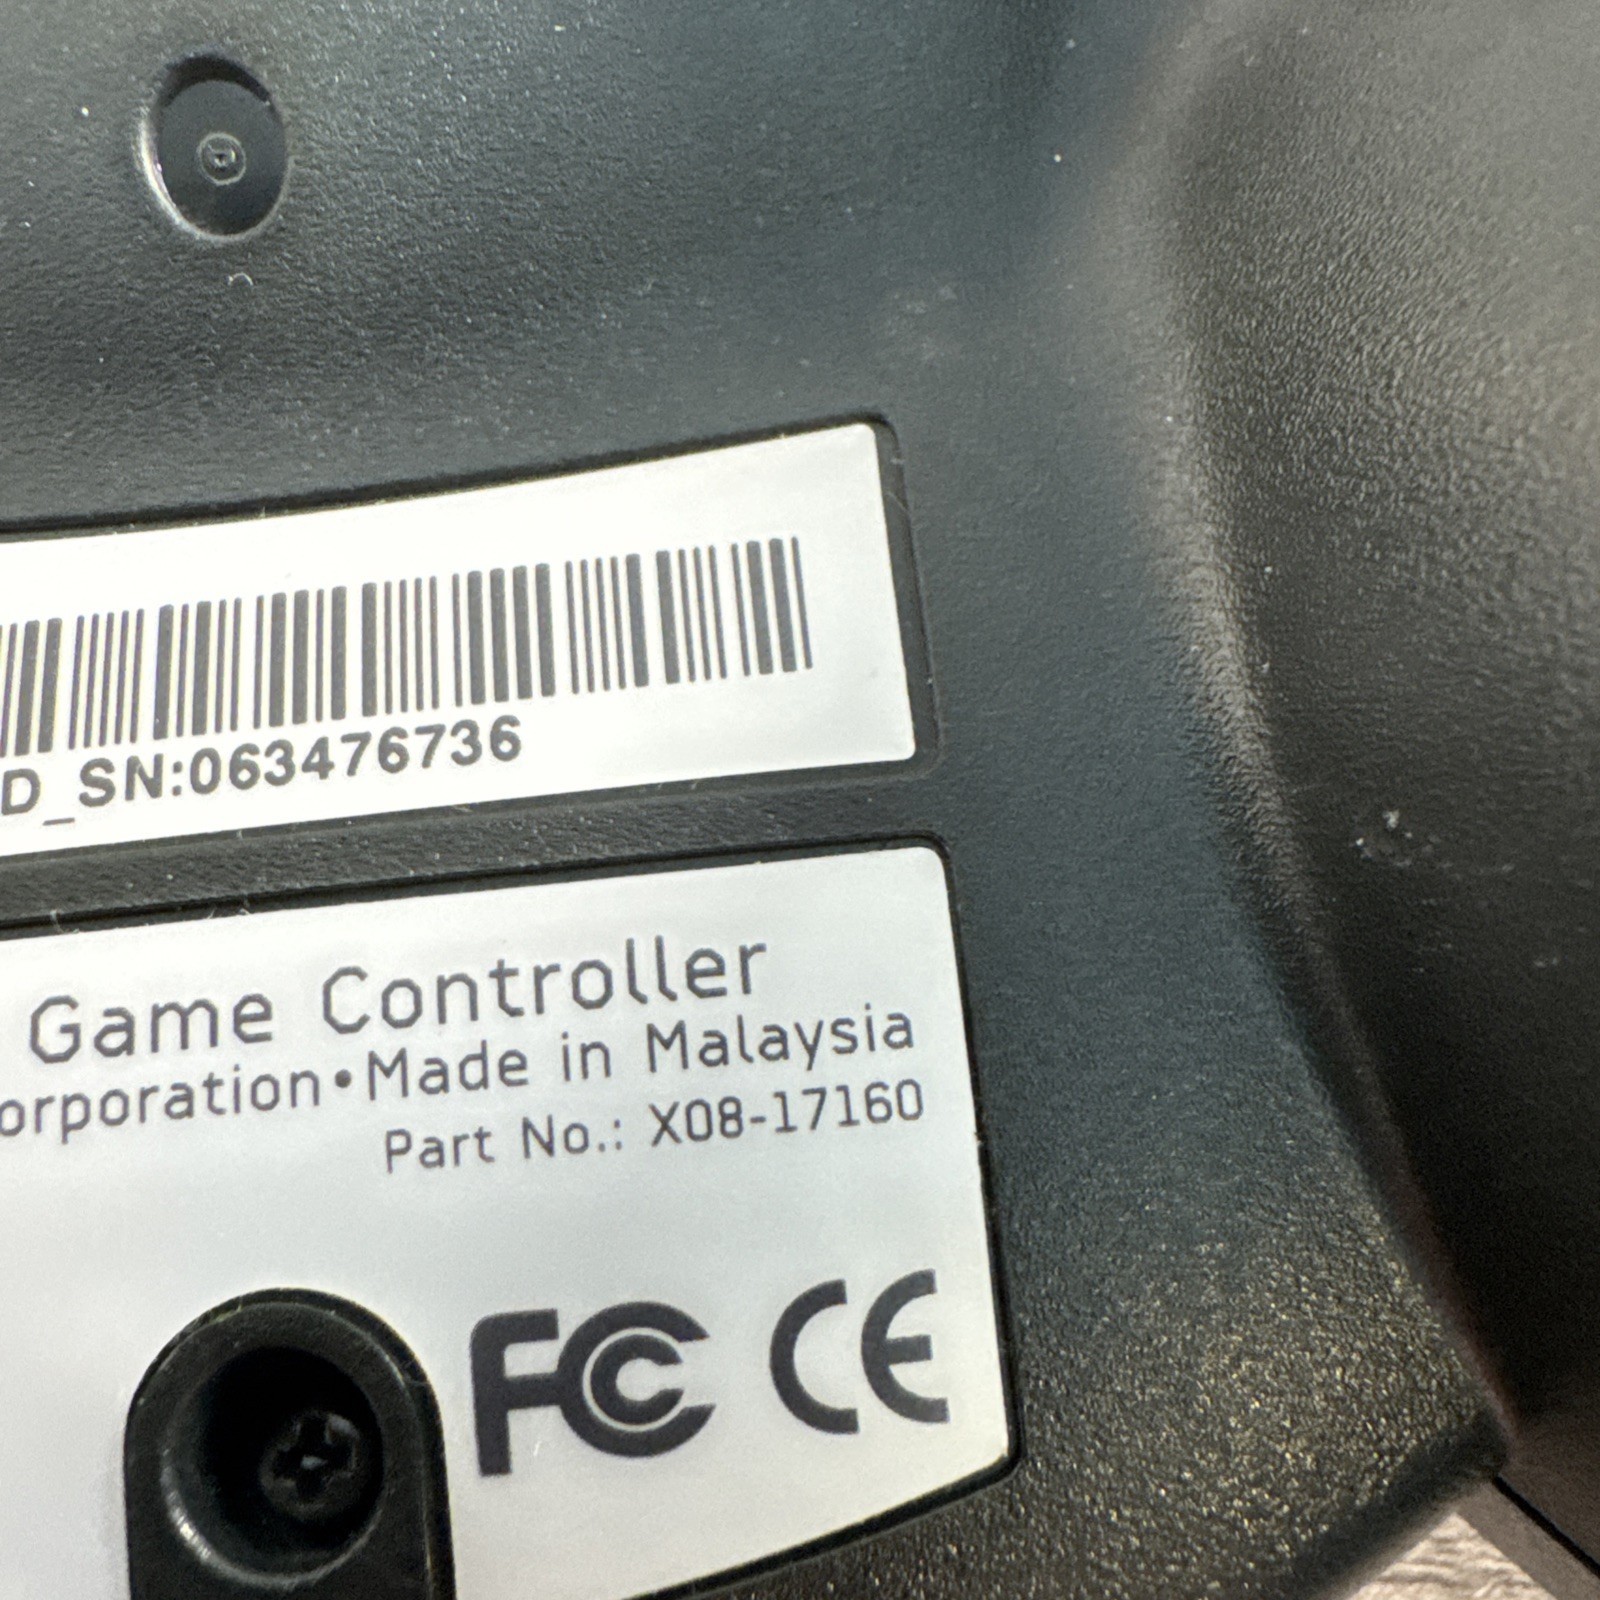 D_SN:063476736
Game Controller
orporation•Made in Malaysia
Part No.: X08-17160
FC CE